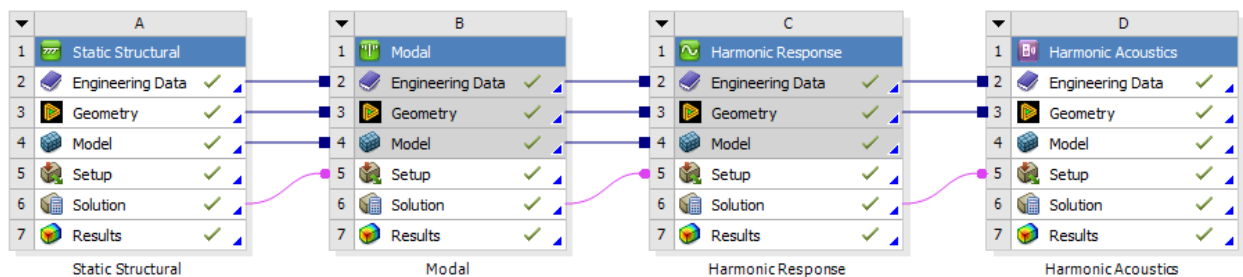 A
1 Static Structural
2 Engineering Data
3 Geometry
4 Model
5 Setup
6 Solution
7 Results
Static Structural
B
1 Modal
2 Engineering Data
3 Geometry
4 Model
5 Setup
6 Solution
7 Results
Modal
C
1 Harmonic Response
2 Engineering Data
3 Geometry
4 Model
5 Setup
6 Solution
7 Results
Harmonic Response
D
1 Harmonic Acoustics
2 Engineering Data
3 Geometry
4 Model
5 Setup
6 Solution
7 Results
Harmonic Acoustics